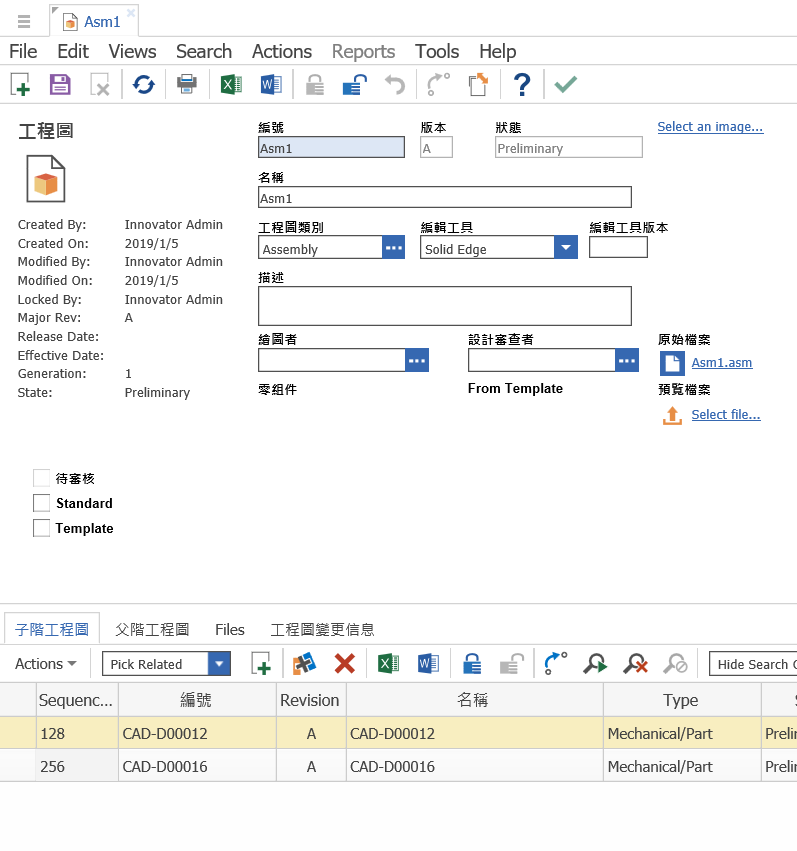 Asm1
File Edit Views Search Actions Reports Tools Help
工程圖
編號 版本 狀態 Select an image...
Asm1 A Preliminary
名稱
Asm1
Created By: Innovator Admin
Created On: 2019/1/5
Modified By: Innovator Admin
Modified On: 2019/1/5
Locked By: Innovator Admin
Major Rev: A
Release Date:
Effective Date:
Generation: 1
State: Preliminary
工程圖類別 編輯工具 編輯工具版本
Assembly Solid Edge
描述
繪圖者 設計審查者 原始檔案
Asm1.asm
零组件 From Template 預覧檔案
Select file...
待審核
Standard
Template
子階工程圖 父階工程圖 Files 工程圖變更信息
Actions Pick Related Hide Search
Sequenc... 編號 Revision 名稱 Type
128 CAD-D00012 A CAD-D00012 Mechanical/Part Preli
256 CAD-D00016 A CAD-D00016 Mechanical/Part Preli